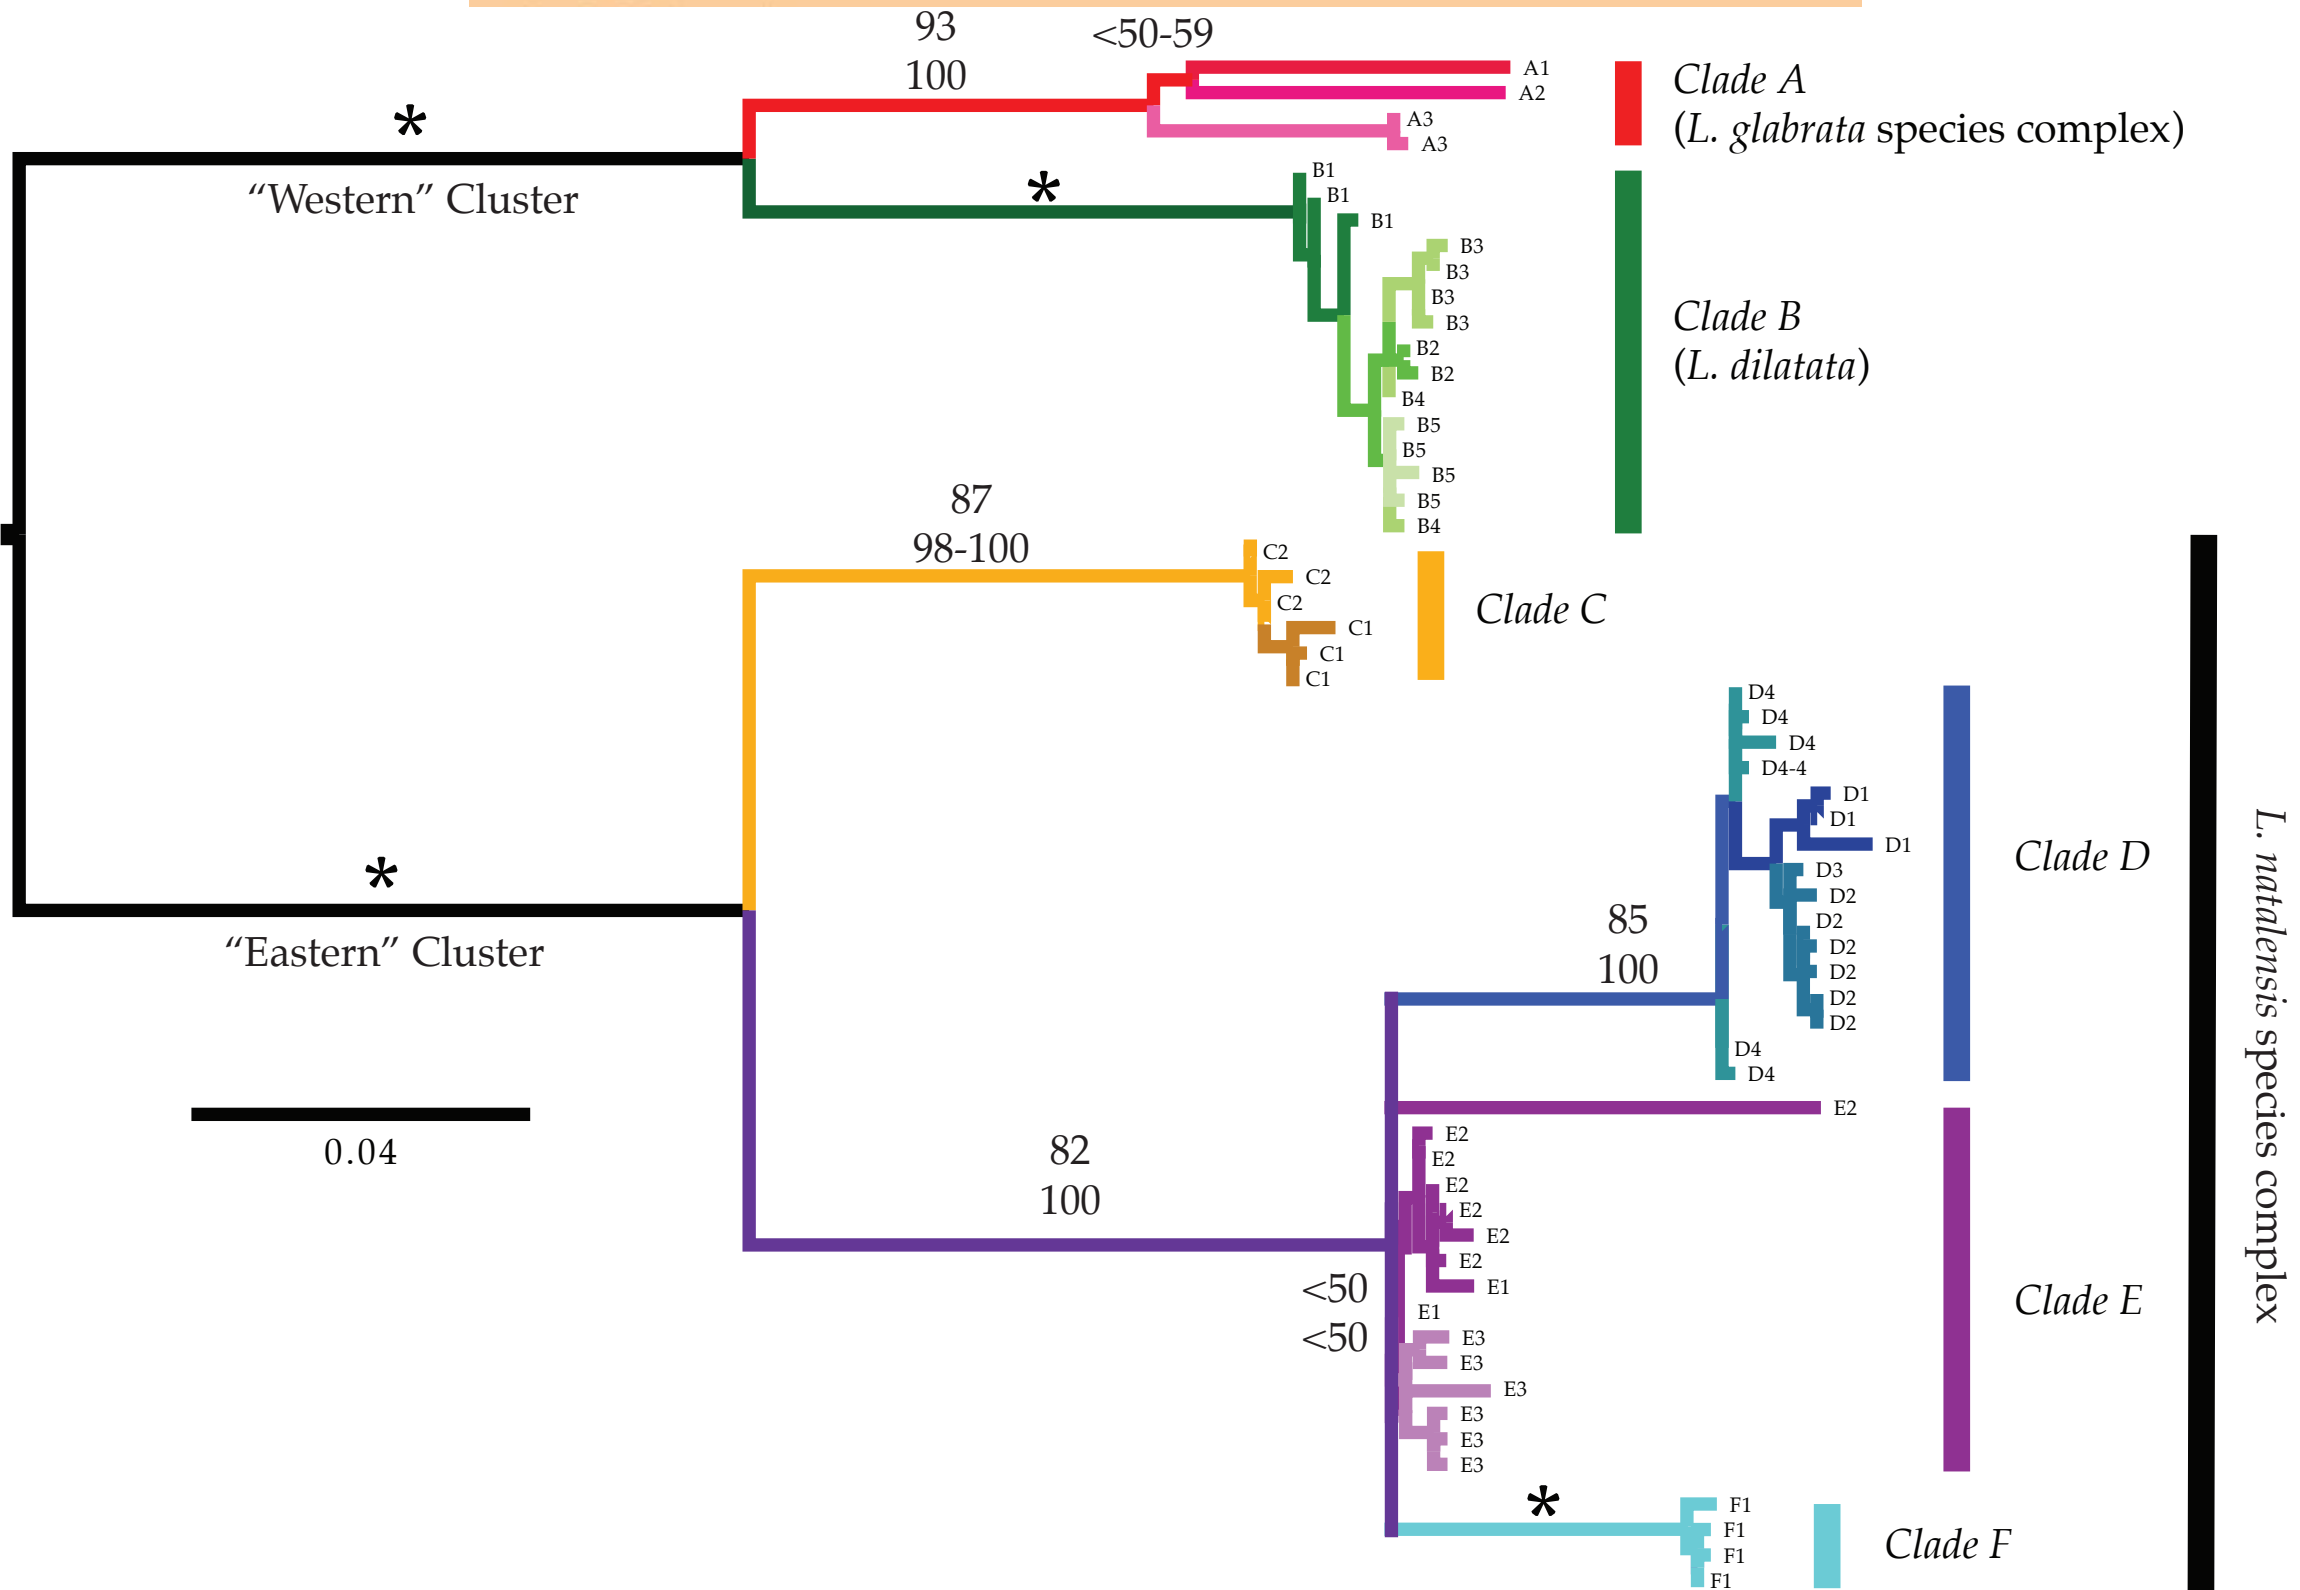 93
<50-59
100
A1
A2
A3
A3
Clade A
(L. glabrata species complex)
*
"Western" Cluster
*
B1
B1
B1
B3
B3
B3
B3
B2
B2
B4
B5
B5
B5
B5
B4
Clade B
(L. dilatata)
87
98-100
C2
C2
C2
C1
C1
C1
Clade C
D4
D4
D4
D4-4
D1
D1
D1
D3
D2
D2
D2
D2
D2
D2
D4
D4
Clade D
85
100
*
"Eastern" Cluster
0.04
82
100
<50
<50
E2
E2
E2
E2
E2
E2
E2
E1
E1
E3
E3
E3
E3
E3
E3
Clade E
*
F1
F1
F1
F1
Clade F
L. natalensis species complex